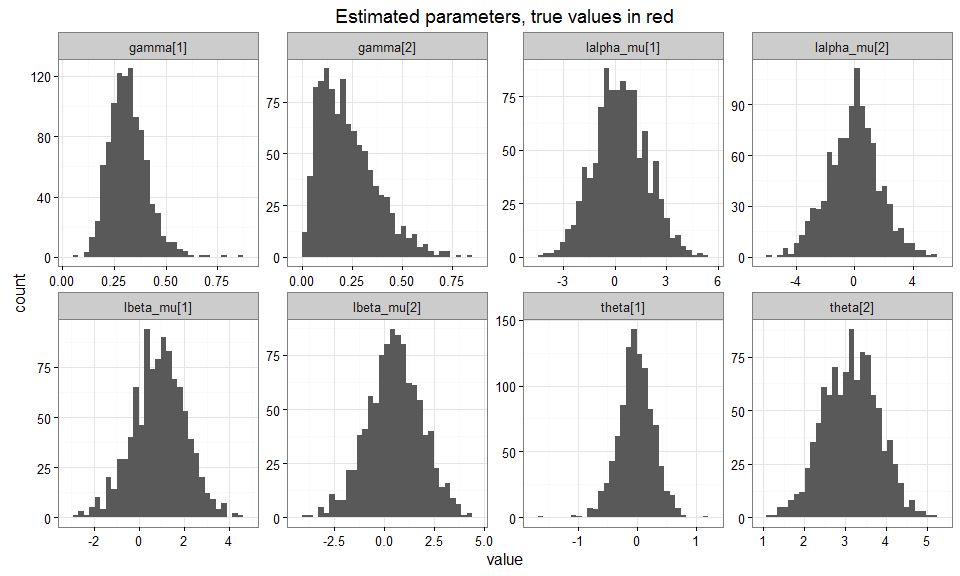 Estimated parameters, true values in red
gamma[1] gamma[2] lalpha_mu[1] lalpha_mu[2]
120
80
40
0
0.00 0.25 0.50 0.75
75
50
25
0
0.00 0.25 0.50 0.75
75
50
25
0
-3 0 3 6
90
60
30
0
-4 0 4
count
lbeta_mu[1] lbeta_mu[2] theta[1] theta[2]
75
50
25
0
-2 0 2 4
75
50
25
0
-2.5 0.0 2.5 5.0
150
100
50
0
-1 0 1
75
50
25
0
1 2 3 4 5
value